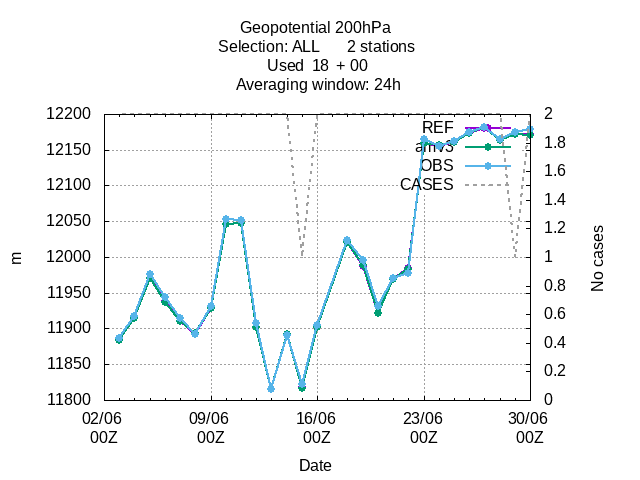 Geopotential 200hPa
Selection: ALL 2 stations
Used 18 + 00
Averaging window: 24h
12200
12150
12100
12050
12000
11950
11900
11850
11800
m
2
1.8
1.6
1.4
1.2
1
0.8
0.6
0.4
0.2
0
No cases
REF
arriv3
OBS
CASES
02/06 09/06 16/06 23/06 30/06
00Z 00Z 00Z 00Z 00Z
Date